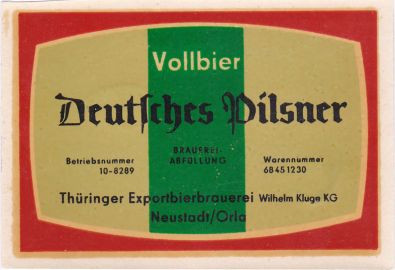 Vollbier
Deutſches Pilsner
BRAUEREI-
ABFÜLLUNG
Betriebsnummer
10-8289
Warennummer
68451230
Thüringer Exportbierbrauerei Wilhelm Kluge KG
Neustadt/Orla